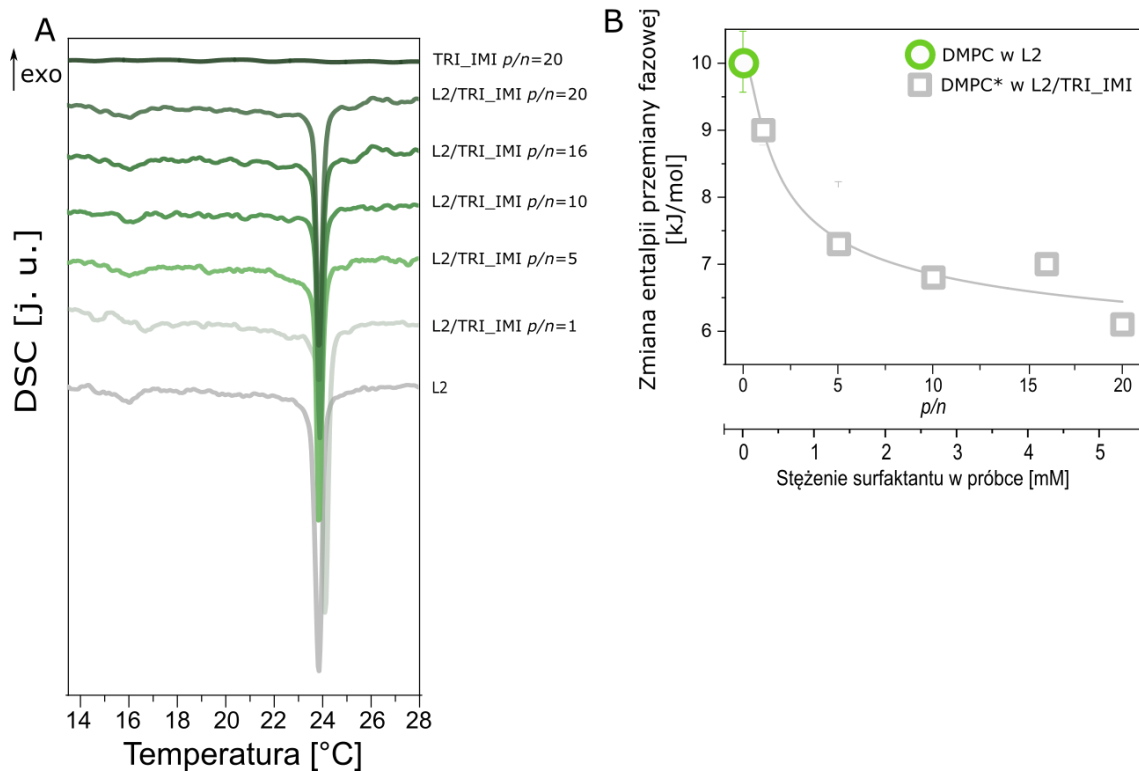 A
exo
DSC [j. u.]
TRI_IMI p/n=20
L2/TRI_IMI p/n=20
L2/TRI_IMI p/n=16
L2/TRI_IMI p/n=10
L2/TRI_IMI p/n=5
L2/TRI_IMI p/n=1
L2
14 16 18 20 22 24 26 28
Temperatura [°C]
B
Zmiana entalpii przemiany fazowej
[kJ/mol]
DMPC w L2
DMPC* w L2/TRI_IMI
10
9
8
7
6
0 5 10 15 20
p/n
0 1 2 3 4 5
Stężenie surfaktantu w próbce [mM]